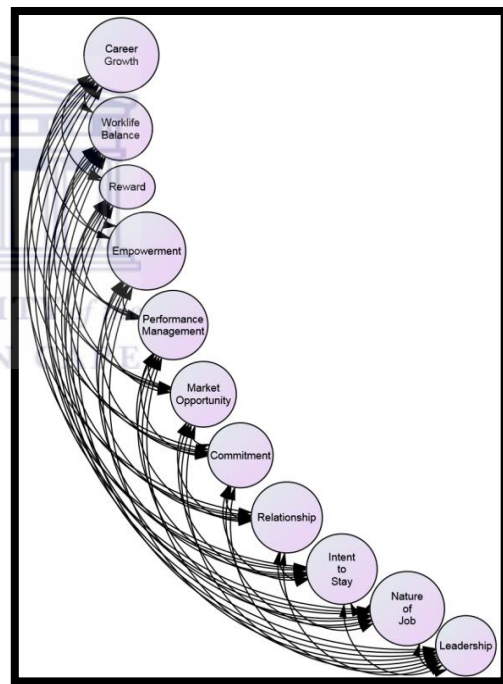 Career
Growth
Worklife
Balance
Reward
Empowerment
Performance
Management
Market
Opportunity
Commitment
Relationship
Intent
to
Stay
Nature
of
Job
Leadership